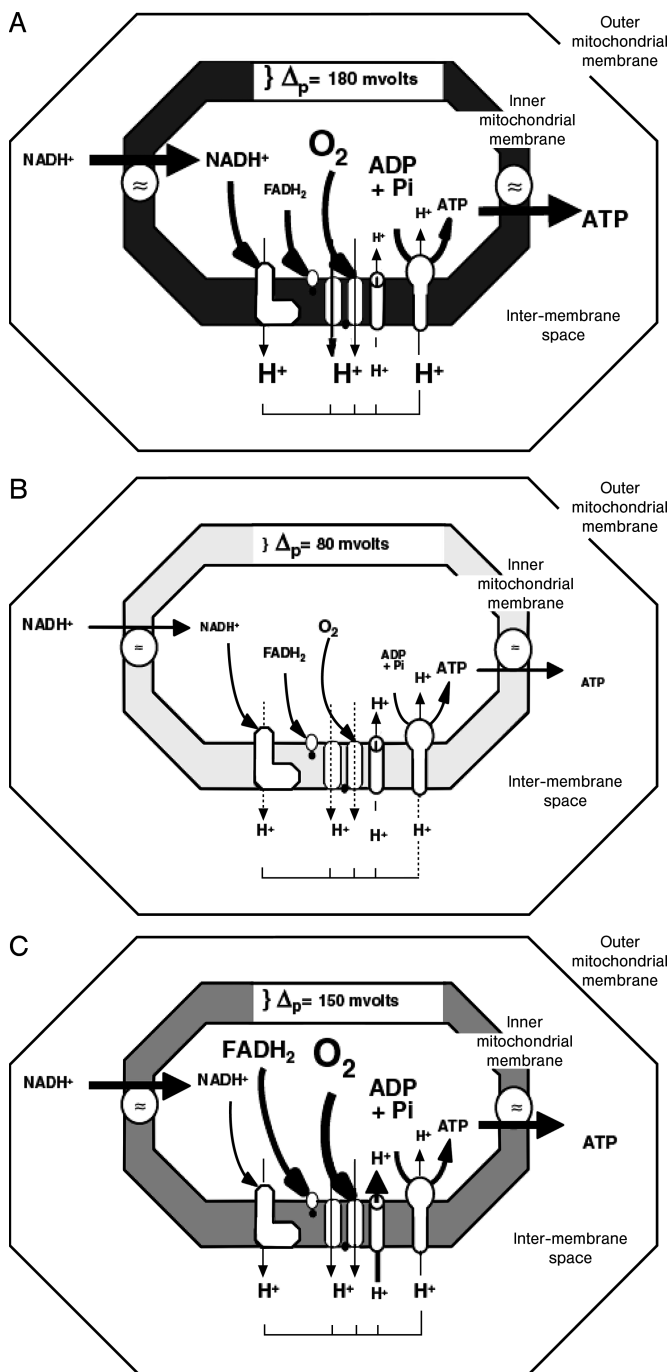 A
Outer
mitochondrial
membrane
} Δp= 180 mvolts
Inner
mitochondrial
membrane
NADH+
NADH+
O2
ADP
+ Pi
FADH2
H+
ATP
H+
ATP
≈
≈
Inter-membrane
space
H+
H+
H+
H+
B
Outer
mitochondrial
membrane
} Δp= 80 mvolts
Inner
mitochondrial
membrane
NADH+
NADH+
O2
FADH2
ADP
+ Pi
H+
ATP
H+
ATP
≈
≈
Inter-membrane
space
H+
H+
H+
H+
C
Outer
mitochondrial
membrane
} Δp= 150 mvolts
Inner
mitochondrial
membrane
FADH2
O2
NADH+
NADH+
ADP
+ Pi
H+
ATP
H+
ATP
≈
≈
Inter-membrane
space
H+
H+
H+
H+